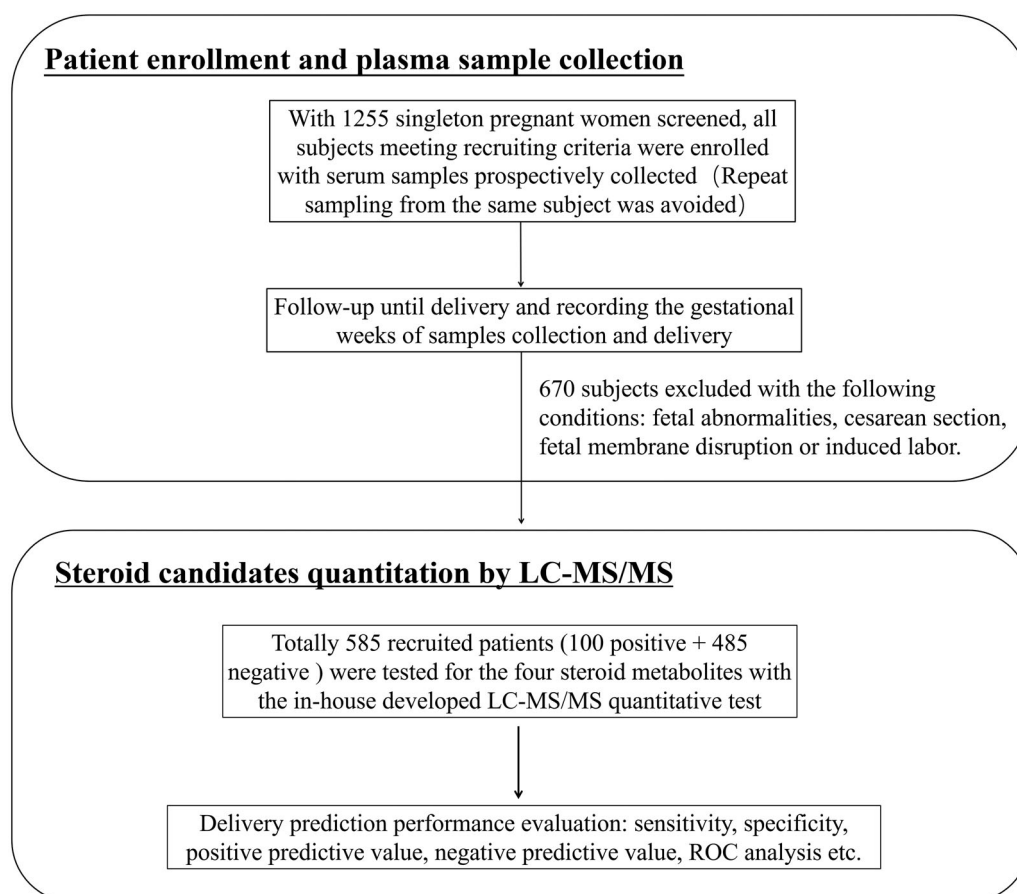 Patient enrollment and plasma sample collection
With 1255 singleton pregnant women screened, all
subjects meeting recruiting criteria were enrolled
with serum samples prospectively collected（Repeat
sampling from the same subject was avoided）
Follow-up until delivery and recording the gestational
weeks of samples collection and delivery
670 subjects excluded with the following
conditions: fetal abnormalities, cesarean section,
fetal membrane disruption or induced labor.
Steroid candidates quantitation by LC-MS/MS
Totally 585 recruited patients (100 positive + 485
negative ) were tested for the four steroid metabolites with
the in-house developed LC-MS/MS quantitative test
Delivery prediction performance evaluation: sensitivity, specificity,
positive predictive value, negative predictive value, ROC analysis etc.